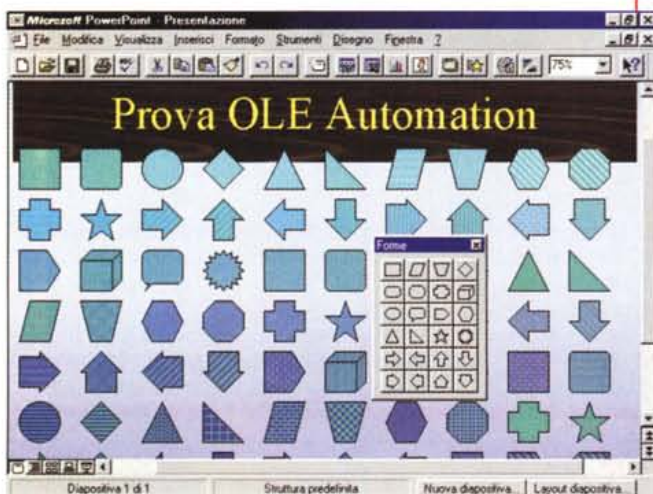 Microsoft PowerPoint - Presentazione
File Modifica Visualizza Inserisci Formato Strumenti Disegno Finestra ?
75%
Prova OLE Automation
Forme
Diapositiva 1 di 1 Struttura predefinita Nuova diapositiva... Layout diapositiva...